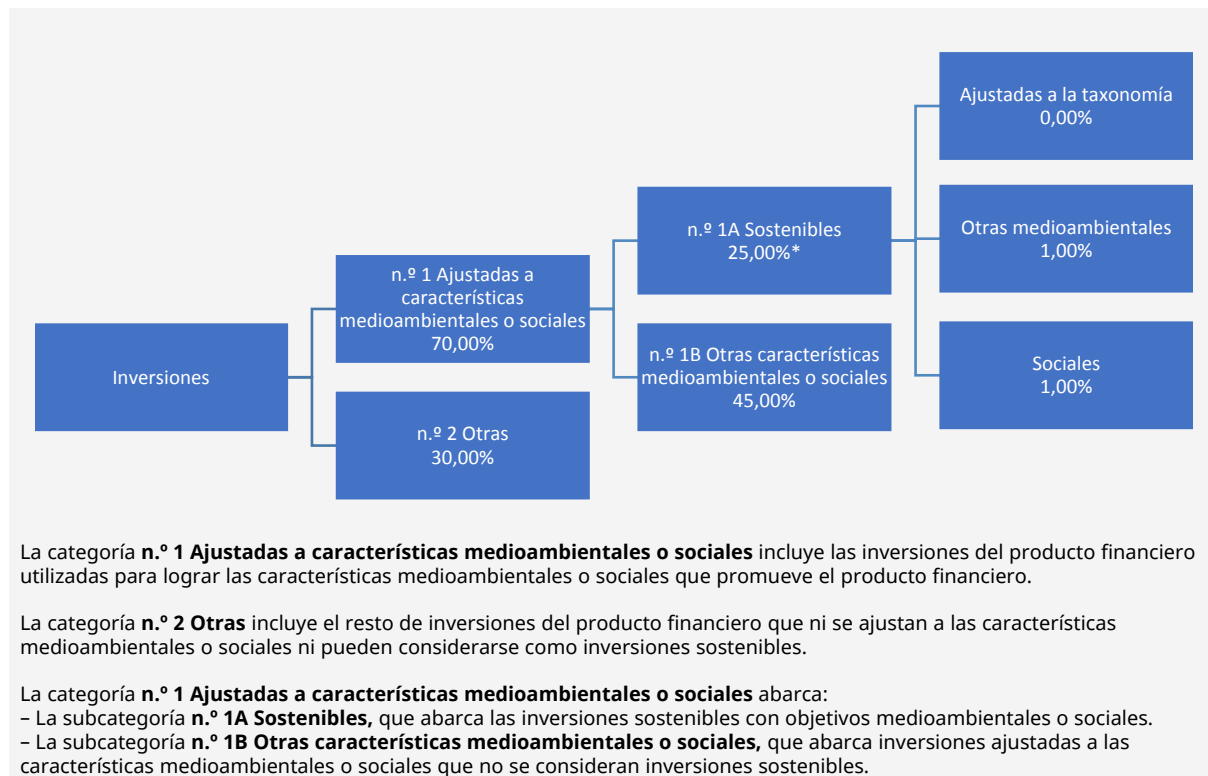 Inversiones
n.º 1 Ajustadas a
características
medioambientales o sociales
70,00%
n.º 2 Otras
30,00%
n.º 1A Sostenibles
25,00%*
n.º 1B Otras características
medioambientales o sociales
45,00%
Ajustadas a la taxonomía
0,00%
Otras medioambientales
1,00%
Sociales
1,00%
La categoría n.º 1 Ajustadas a características medioambientales o sociales incluye las inversiones del producto financiero
utilizadas para lograr las características medioambientales o sociales que promueve el producto financiero.
La categoría n.º 2 Otras incluye el resto de inversiones del producto financiero que ni se ajustan a las características
medioambientales o sociales ni pueden considerarse como inversiones sostenibles.
La categoría n.º 1 Ajustadas a características medioambientales o sociales abarca:
– La subcategoría n.º 1A Sostenibles, que abarca las inversiones sostenibles con objetivos medioambientales o sociales.
– La subcategoría n.º 1B Otras características medioambientales o sociales, que abarca inversiones ajustadas a las
características medioambientales o sociales que no se consideran inversiones sostenibles.